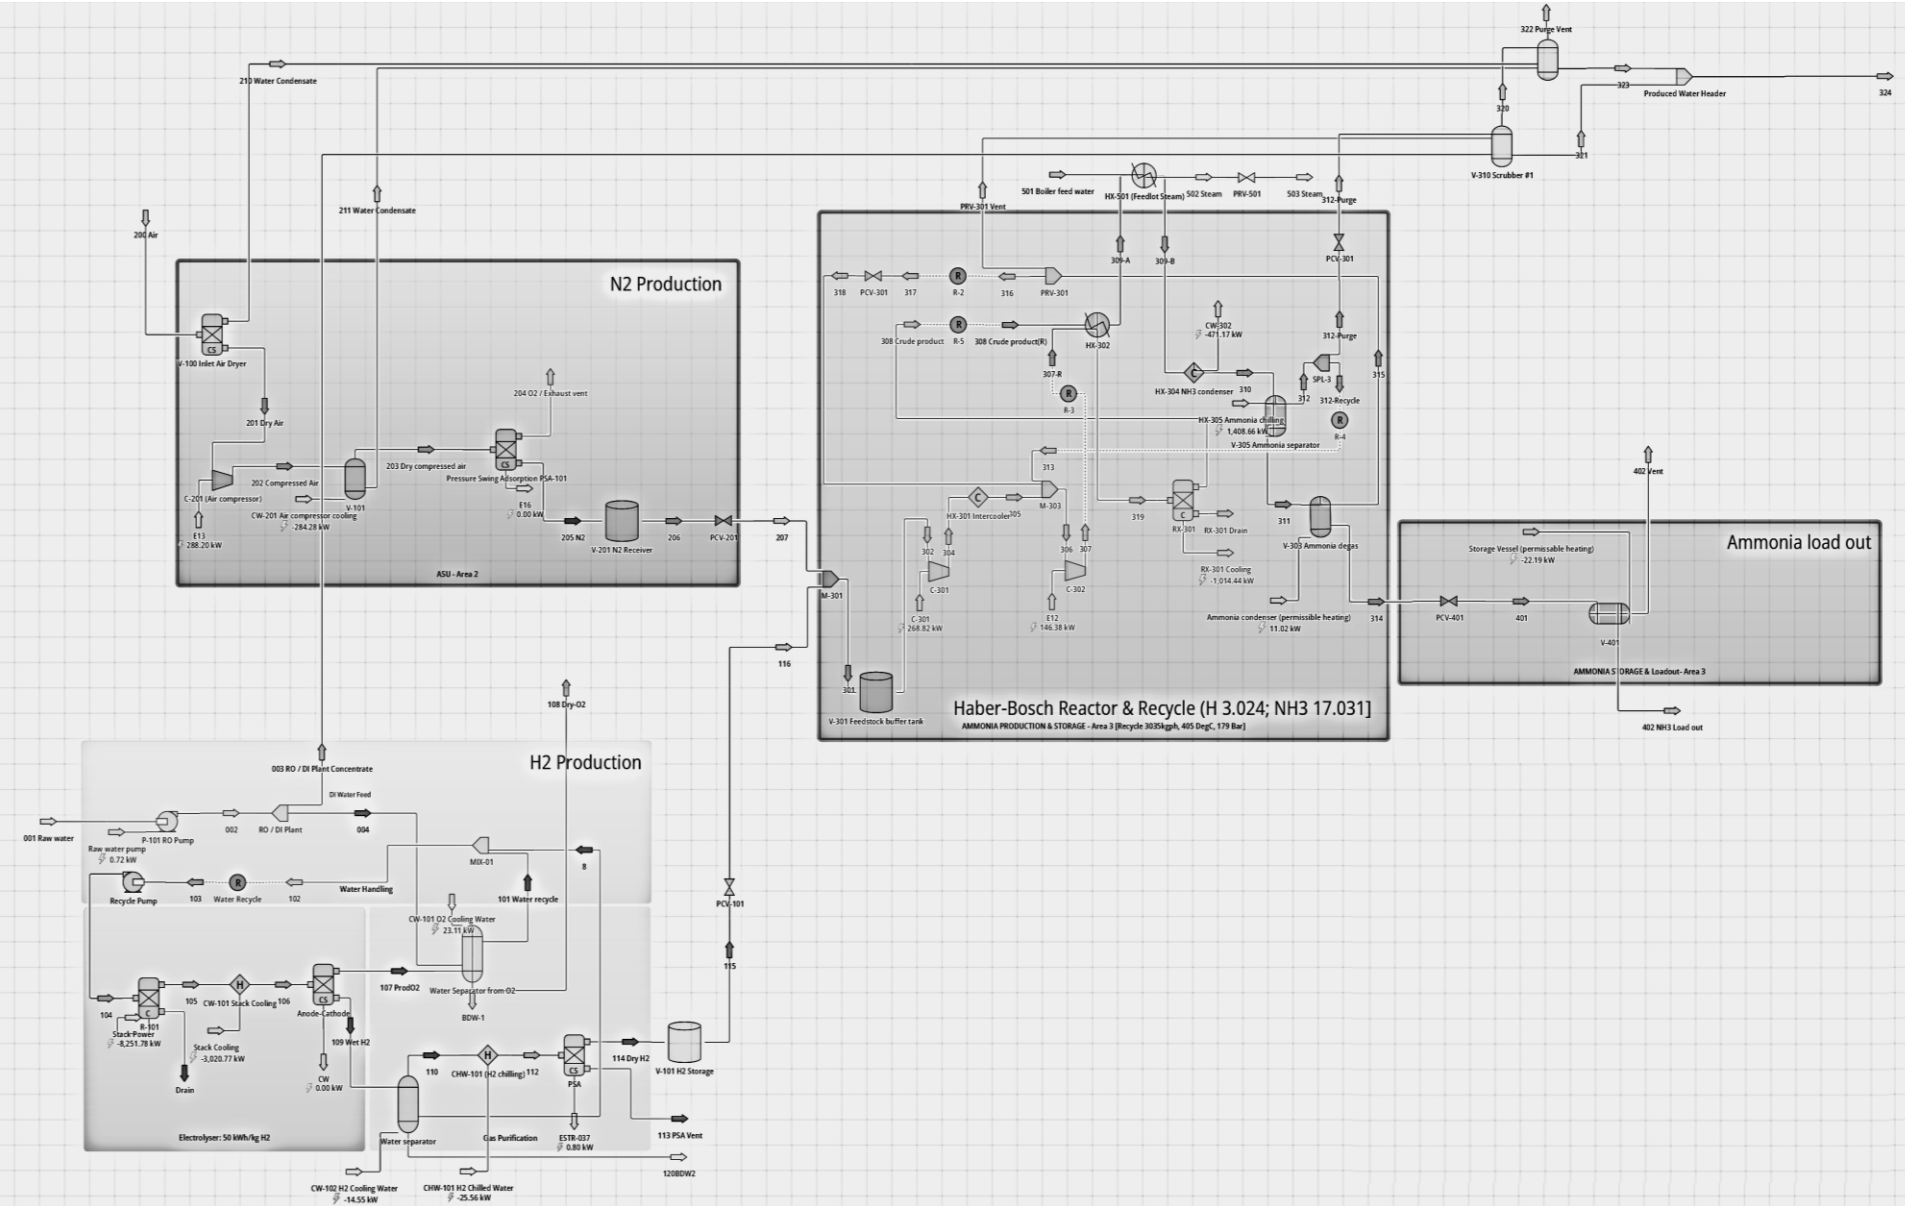 322 Purge Vent
210 Water Condensate
323
Produced Water Header
324
320
321
V-310 Scrubber #1
501 Boiler feed water
HX-501 (Feedlot Steam)
502 Steam
PRV-501
503 Steam
312-Purge
PRV-301 Vent
211 Water Condensate
200 Air
N2 Production
309-A
309-B
PCV-301
318
PCV-301
317
R
R-2
316
PRV-301
308 Crude product
R
R-5
308 Crude product(R)
HX-302
CW-302
-471.17 kW
312-Purge
CS
V-100 Inlet Air Dryer
307-R
R
R-3
C
HX-304 NH3 condenser
310
SPL-3
315
312
312-Recycle
R
R-4
204 O2 / Exhaust vent
201 Dry Air
HX-305 Ammonia chilling
1,408.66 kW
V-305 Ammonia separator
203 Dry compressed air
CS
Pressure Swing Adsorption PSA-101
202 Compressed Air
C-201 (Air compressor)
V-101
CW-201 Air compressor cooling
-284.28 kW
E16
0.00 kW
E13
288.20 kW
205 N2
V-201 N2 Receiver
206
PCV-201
207
ASU - Area 2
313
C
HX-301 Intercooler
305
M-303
319
C
RX-301
RX-301 Drain
311
V-303 Ammonia degas
302
304
306
307
C-301
C-302
RX-301 Cooling
-1,014.44 kW
C-301
268.82 kW
E12
146.38 kW
Ammonia condenser (permissible heating)
11.02 kW
314
M-301
402 Vent
Ammonia load out
Storage Vessel (permissable heating)
-22.19 kW
PCV-401
401
V-401
AMMONIA STORAGE & Loadout- Area 3
402 NH3 Load out
116
301
V-301 Feedstock buffer tank
Haber-Bosch Reactor & Recycle (H 3.024; NH3 17.031]
AMMONIA PRODUCTION & STORAGE - Area 3 [Recycle 3035kgph, 405 DegC, 179 Bar]
108 Dry-O2
H2 Production
003 RO / DI Plant Concentrate
DI Water Feed
001 Raw water
P-101 RO Pump
002
RO / DI Plant
004
Raw water pump
0.72 kW
MIX-01
8
Recycle Pump
103
R
Water Recycle
102
Water Handling
101 Water recycle
PCV-101
CW-101 O2 Cooling Water
23.11 kW
115
107 ProdO2
Water Separator from O2
BDW-1
104
C
R-101
105
H
CW-101 Stack Cooling
106
CS
Anode-Cathode
Stack Power
-8,251.78 kW
Stack Cooling
-3,020.77 kW
109 Wet H2
Drain
CW
0.00 kW
110
H
CHW-101 (H2 chilling)
112
CS
PSA
114 Dry H2
V-101 H2 Storage
Electrolyser: 50 kWh/kg H2
Water separator
Gas Purification
ESTR-037
0.80 kW
113 PSA Vent
120BDW2
CW-102 H2 Cooling Water
-14.55 kW
CHW-101 H2 Chilled Water
-25.56 kW